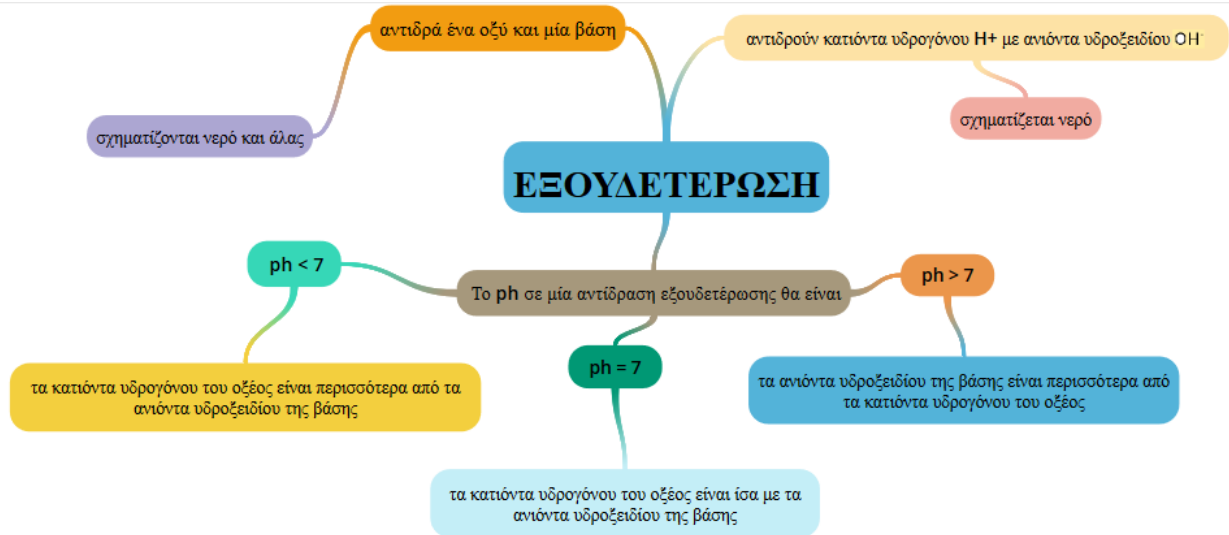 αντιδρά ένα οξύ και μία βάση
αντιδρούν κατιόντα υδρογόνου H+ με ανιόντα υδροξειδίου OH⁻
σχηματίζονται νερό και άλας
σχηματίζεται νερό
ΕΞΟΥΔΕΤΕΡΩΣΗ
ph < 7
Το ph σε μία αντίδραση εξουδετέρωσης θα είναι
ph > 7
ph = 7
τα κατιόντα υδρογόνου του οξέος είναι περισσότερα από τα
ανιόντα υδροξειδίου της βάσης
τα ανιόντα υδροξειδίου της βάσης είναι περισσότερα από
τα κατιόντα υδρογόνου του οξέος
τα κατιόντα υδρογόνου του οξέος είναι ίσα με τα
ανιόντα υδροξειδίου της βάσης